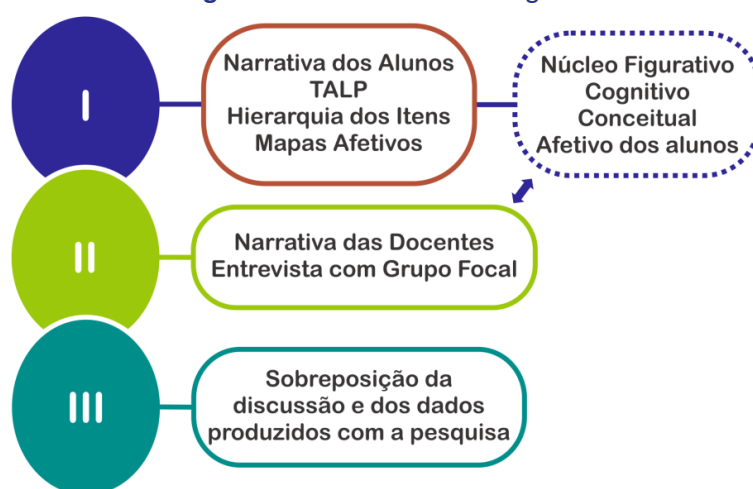 I
Narrativa dos Alunos
TALP
Hierarquia dos Itens
Mapas Afetivos
Núcleo Figurativo
Cognitivo
Conceitual
Afetivo dos alunos
II
Narrativa das Docentes
Entrevista com Grupo Focal
III
Sobreposição da
discussão e dos dados
produzidos com a pesquisa